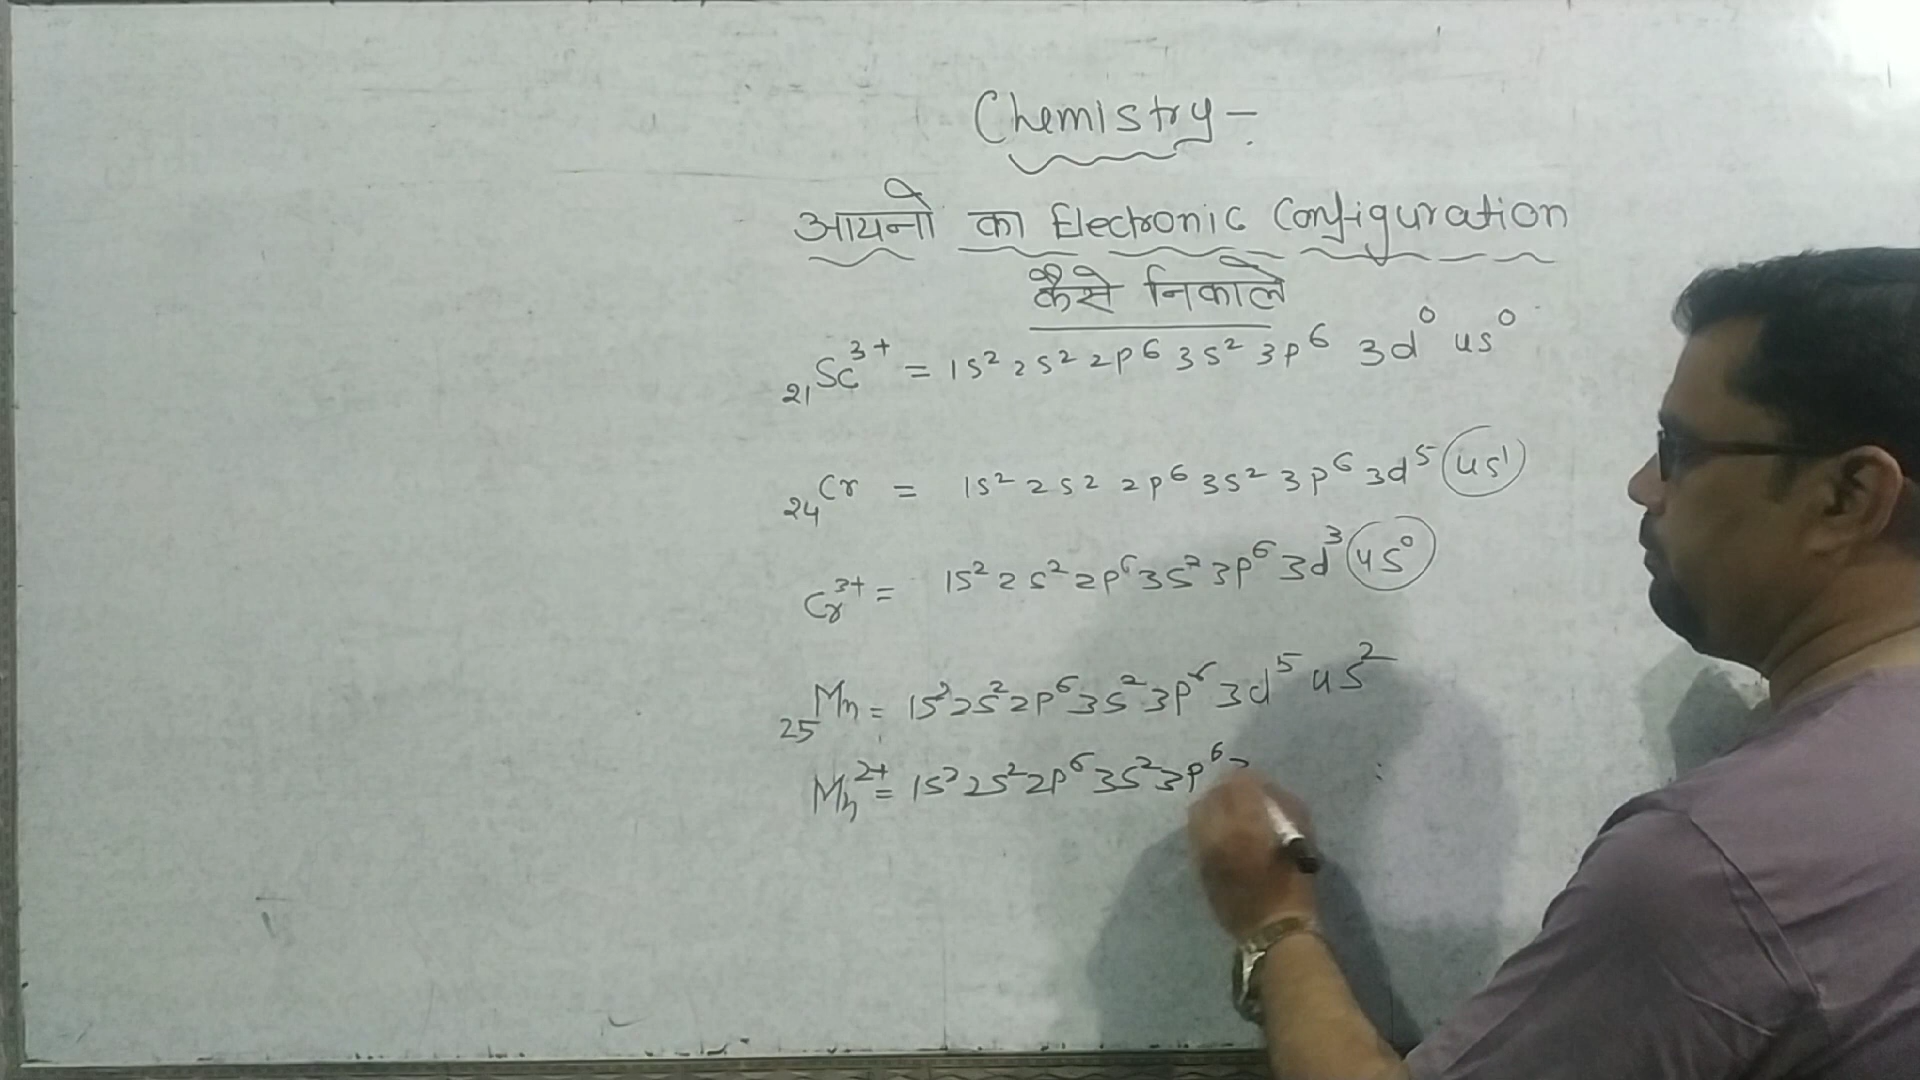 Chemistry -
आयनो का Electronic Configuration
कैसे निकाले
₂₁Sc³⁺ = 1s² 2s² 2p⁶ 3s² 3p⁶ 3d⁰ 4s⁰
₂₄Cr = 1s² 2s2 2p⁶ 3s² 3p⁶ 3d⁵ 4s¹
Cr³⁺ = 1s² 2s² 2p⁶ 3s² 3p⁶ 3d³ 4s⁰
₂₅Mn = 1s² 2s² 2p⁶ 3s² 3p⁶ 3d⁵ 4s²
Mn²⁺ = 1s² 2s² 2p⁶ 3s² 3p⁶